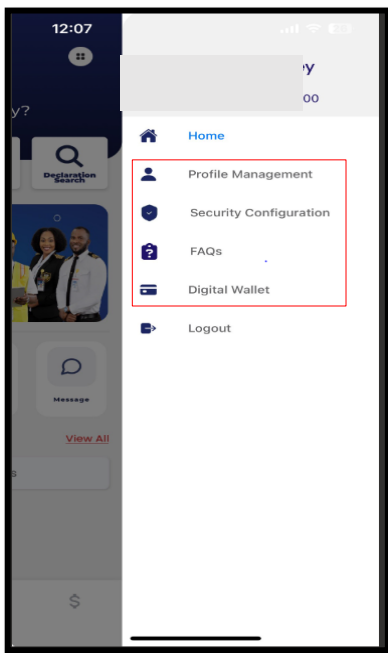 12:07
y
00
y?
Home
Declaration
Search
Profile Management
Security Configuration
FAQs
Digital Wallet
Logout
Message
View All
s
$